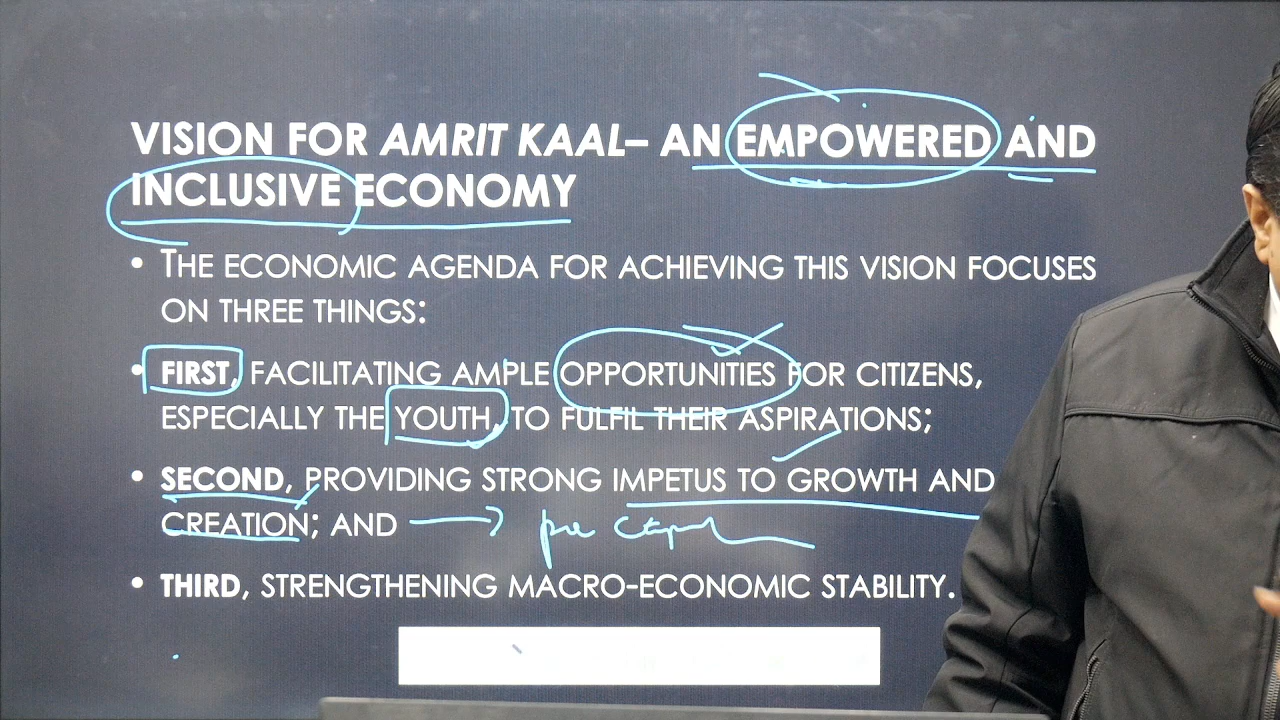 VISION FOR AMRIT KAAL– AN EMPOWERED AND
INCLUSIVE ECONOMY
• THE ECONOMIC AGENDA FOR ACHIEVING THIS VISION FOCUSES
ON THREE THINGS:
• FIRST, FACILITATING AMPLE OPPORTUNITIES FOR CITIZENS,
ESPECIALLY THE YOUTH, TO FULFIL THEIR ASPIRATIONS;
• SECOND, PROVIDING STRONG IMPETUS TO GROWTH AND
CREATION; AND
• THIRD, STRENGTHENING MACRO-ECONOMIC STABILITY.